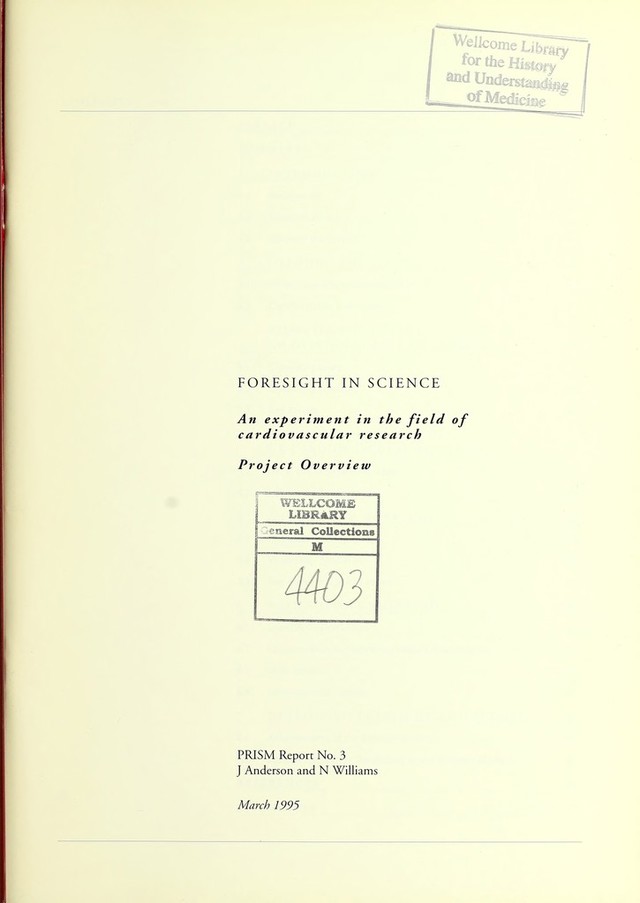 Wellcome Library
for the History
and Understanding
of Medicine
FORESIGHT IN SCIENCE
An experiment in the field of
cardiovascular research
Project Overview
WELLCOME
LIBRARY
General Collections
M
4403
PRISM Report No. 3
J Anderson and N Williams
March 1995